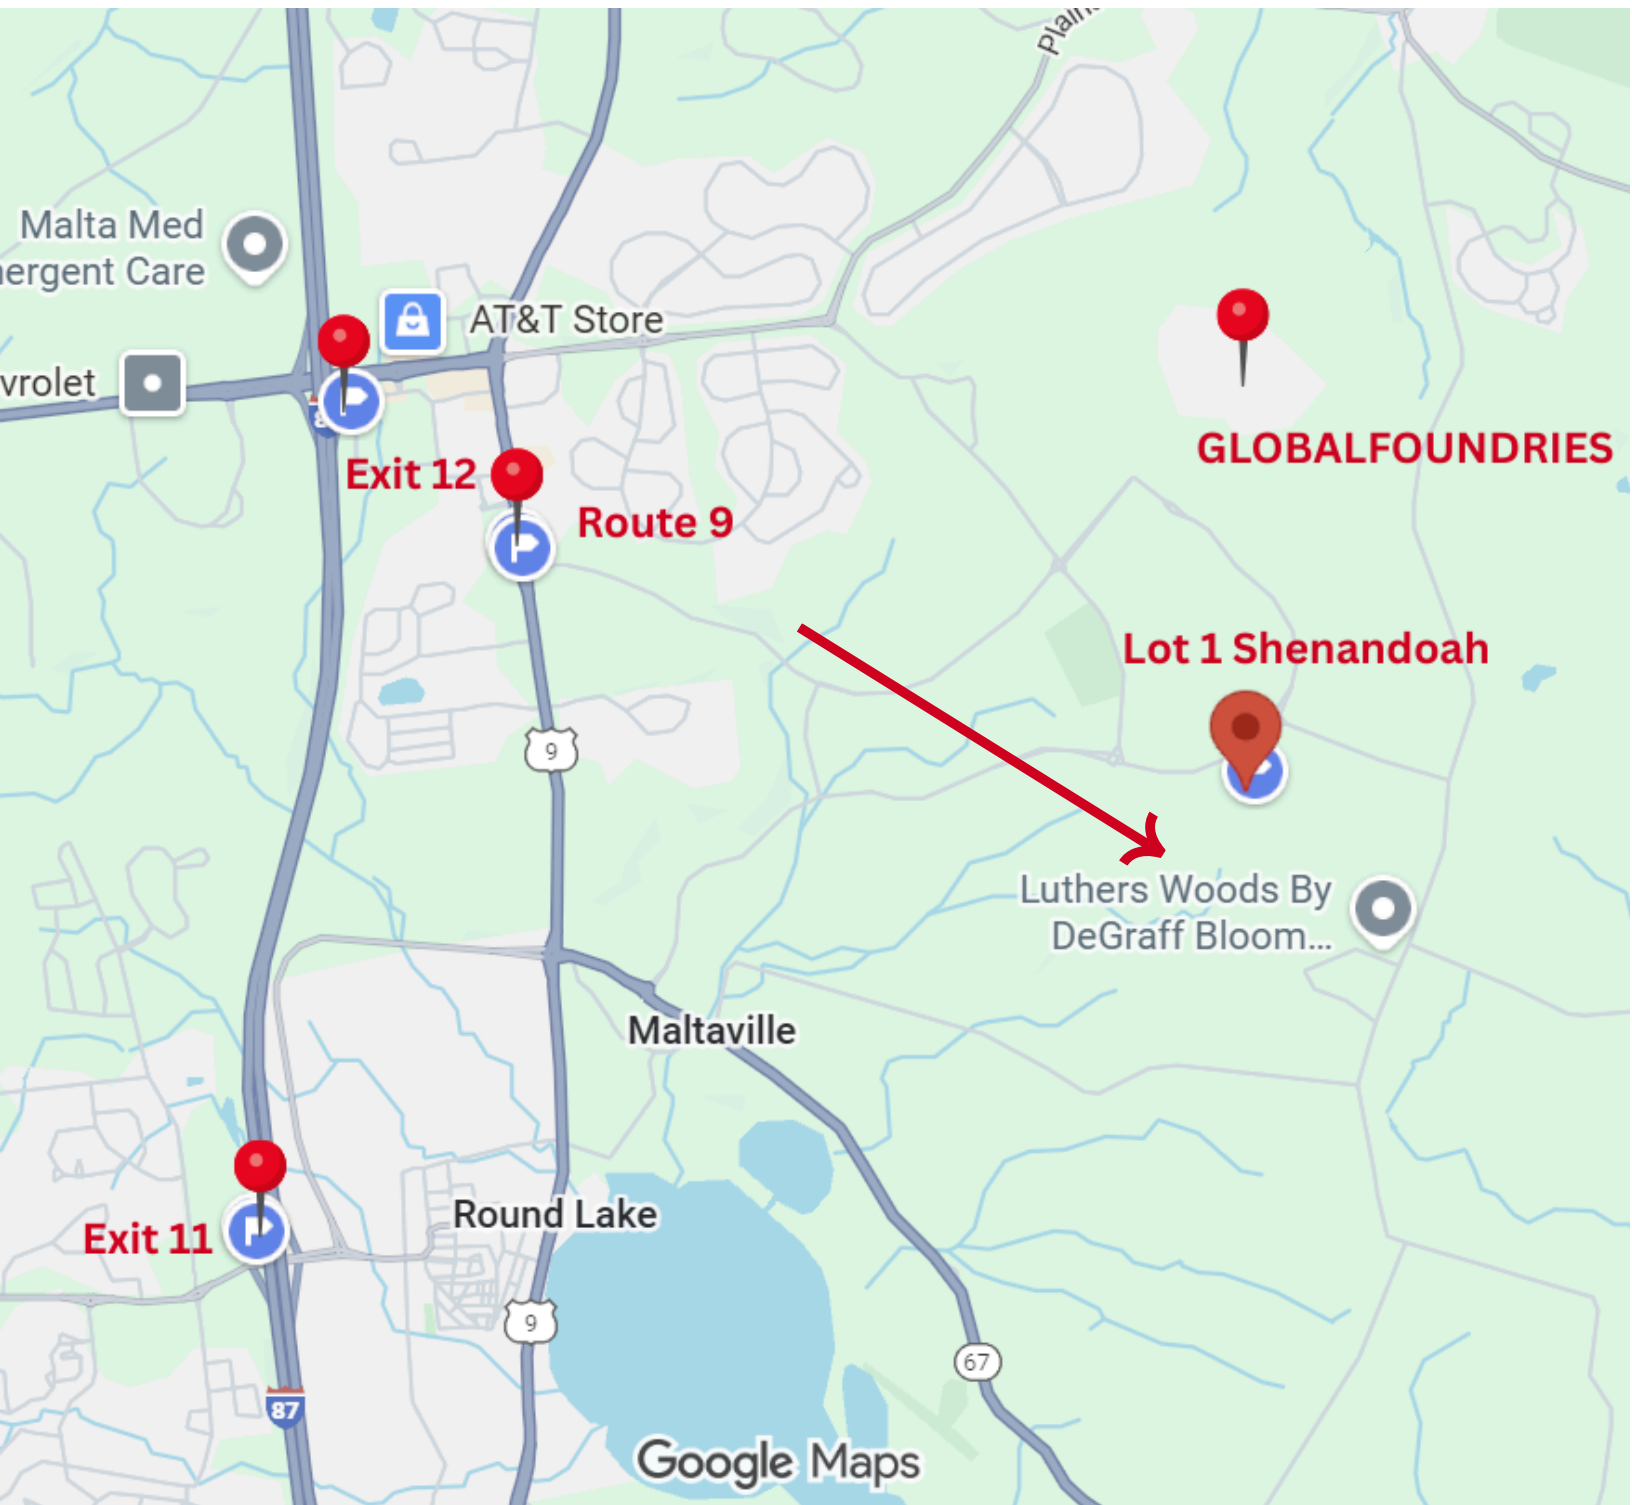 Plains
Malta Med
ergent Care
AT&T Store
vrolet
Exit 12
Route 9
GLOBALFOUNDRIES
Lot 1 Shenandoah
9
Luthers Woods By
DeGraff Bloom...
Maltaville
Round Lake
Exit 11
9
67
87
Google Maps